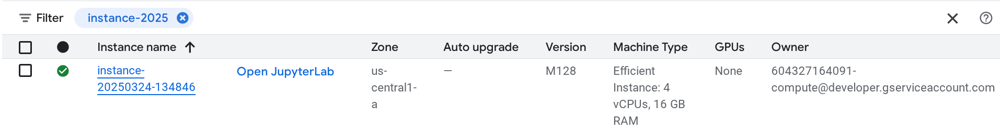 Filter instance-2025
Instance name Zone Auto upgrade Version Machine Type GPUs Owner
instance- Open JupyterLab us- — M128 Efficient None 604327164091-
20250324-134846 central1- Instance: 4 compute@developer.gserviceaccount.com
a vCPUs, 16 GB
RAM